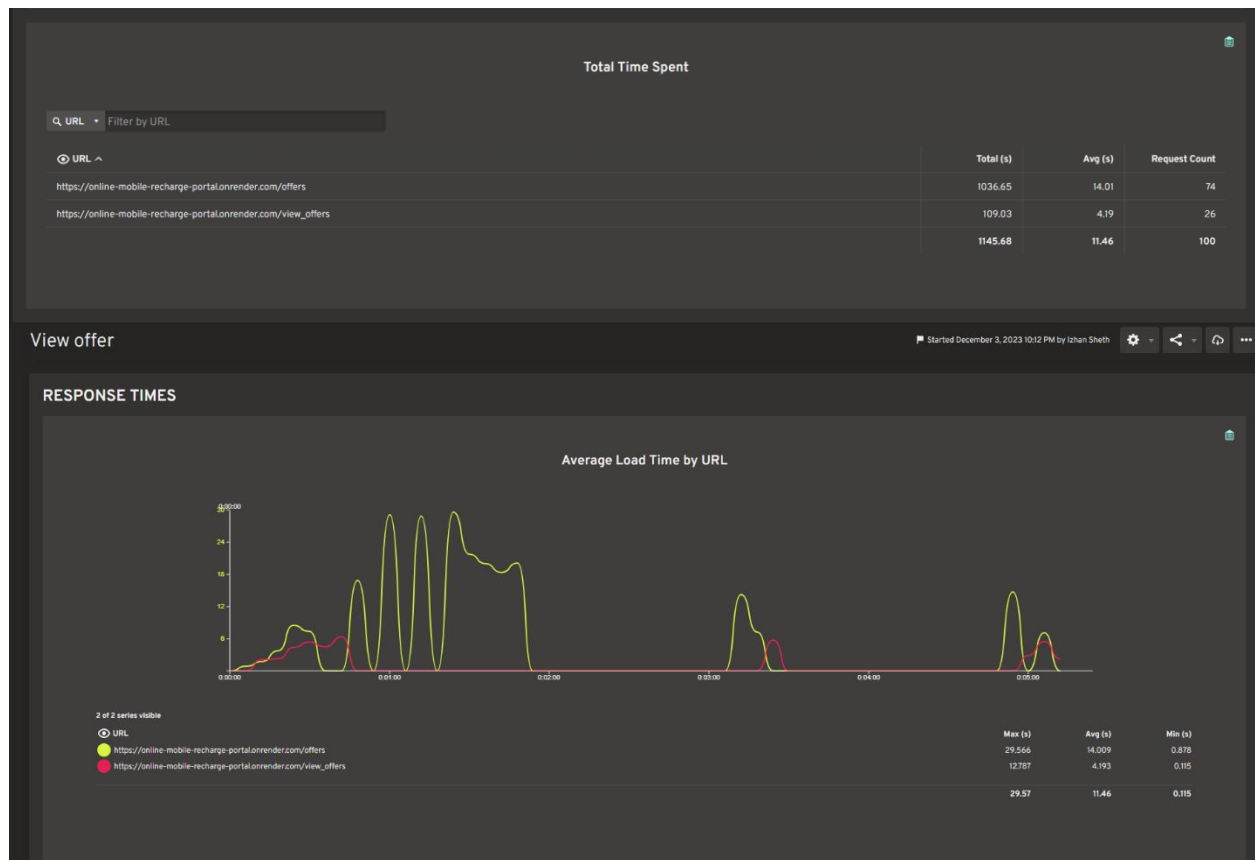 Total Time Spent
URL Filter by URL
URL Total (s) Avg (s) Request Count
https://online-mobile-recharge-portal.onrender.com/offers 1036.65 14.01 74
https://online-mobile-recharge-portal.onrender.com/view_offers 109.03 4.19 26
1145.68 11.46 100
View offer Started December 3, 2023 10:12 PM by Izhan Sheth
RESPONSE TIMES
Average Load Time by URL
0:00:00
30
24
18
12
6
0:00:00 0:01:00 0:02:00 0:03:00 0:04:00 0:05:00
2 of 2 series visible
URL Max (s) Avg (s) Min (s)
https://online-mobile-recharge-portal.onrender.com/offers 29.566 14.009 0.878
https://online-mobile-recharge-portal.onrender.com/view_offers 12.787 4.193 0.115
29.57 11.46 0.115